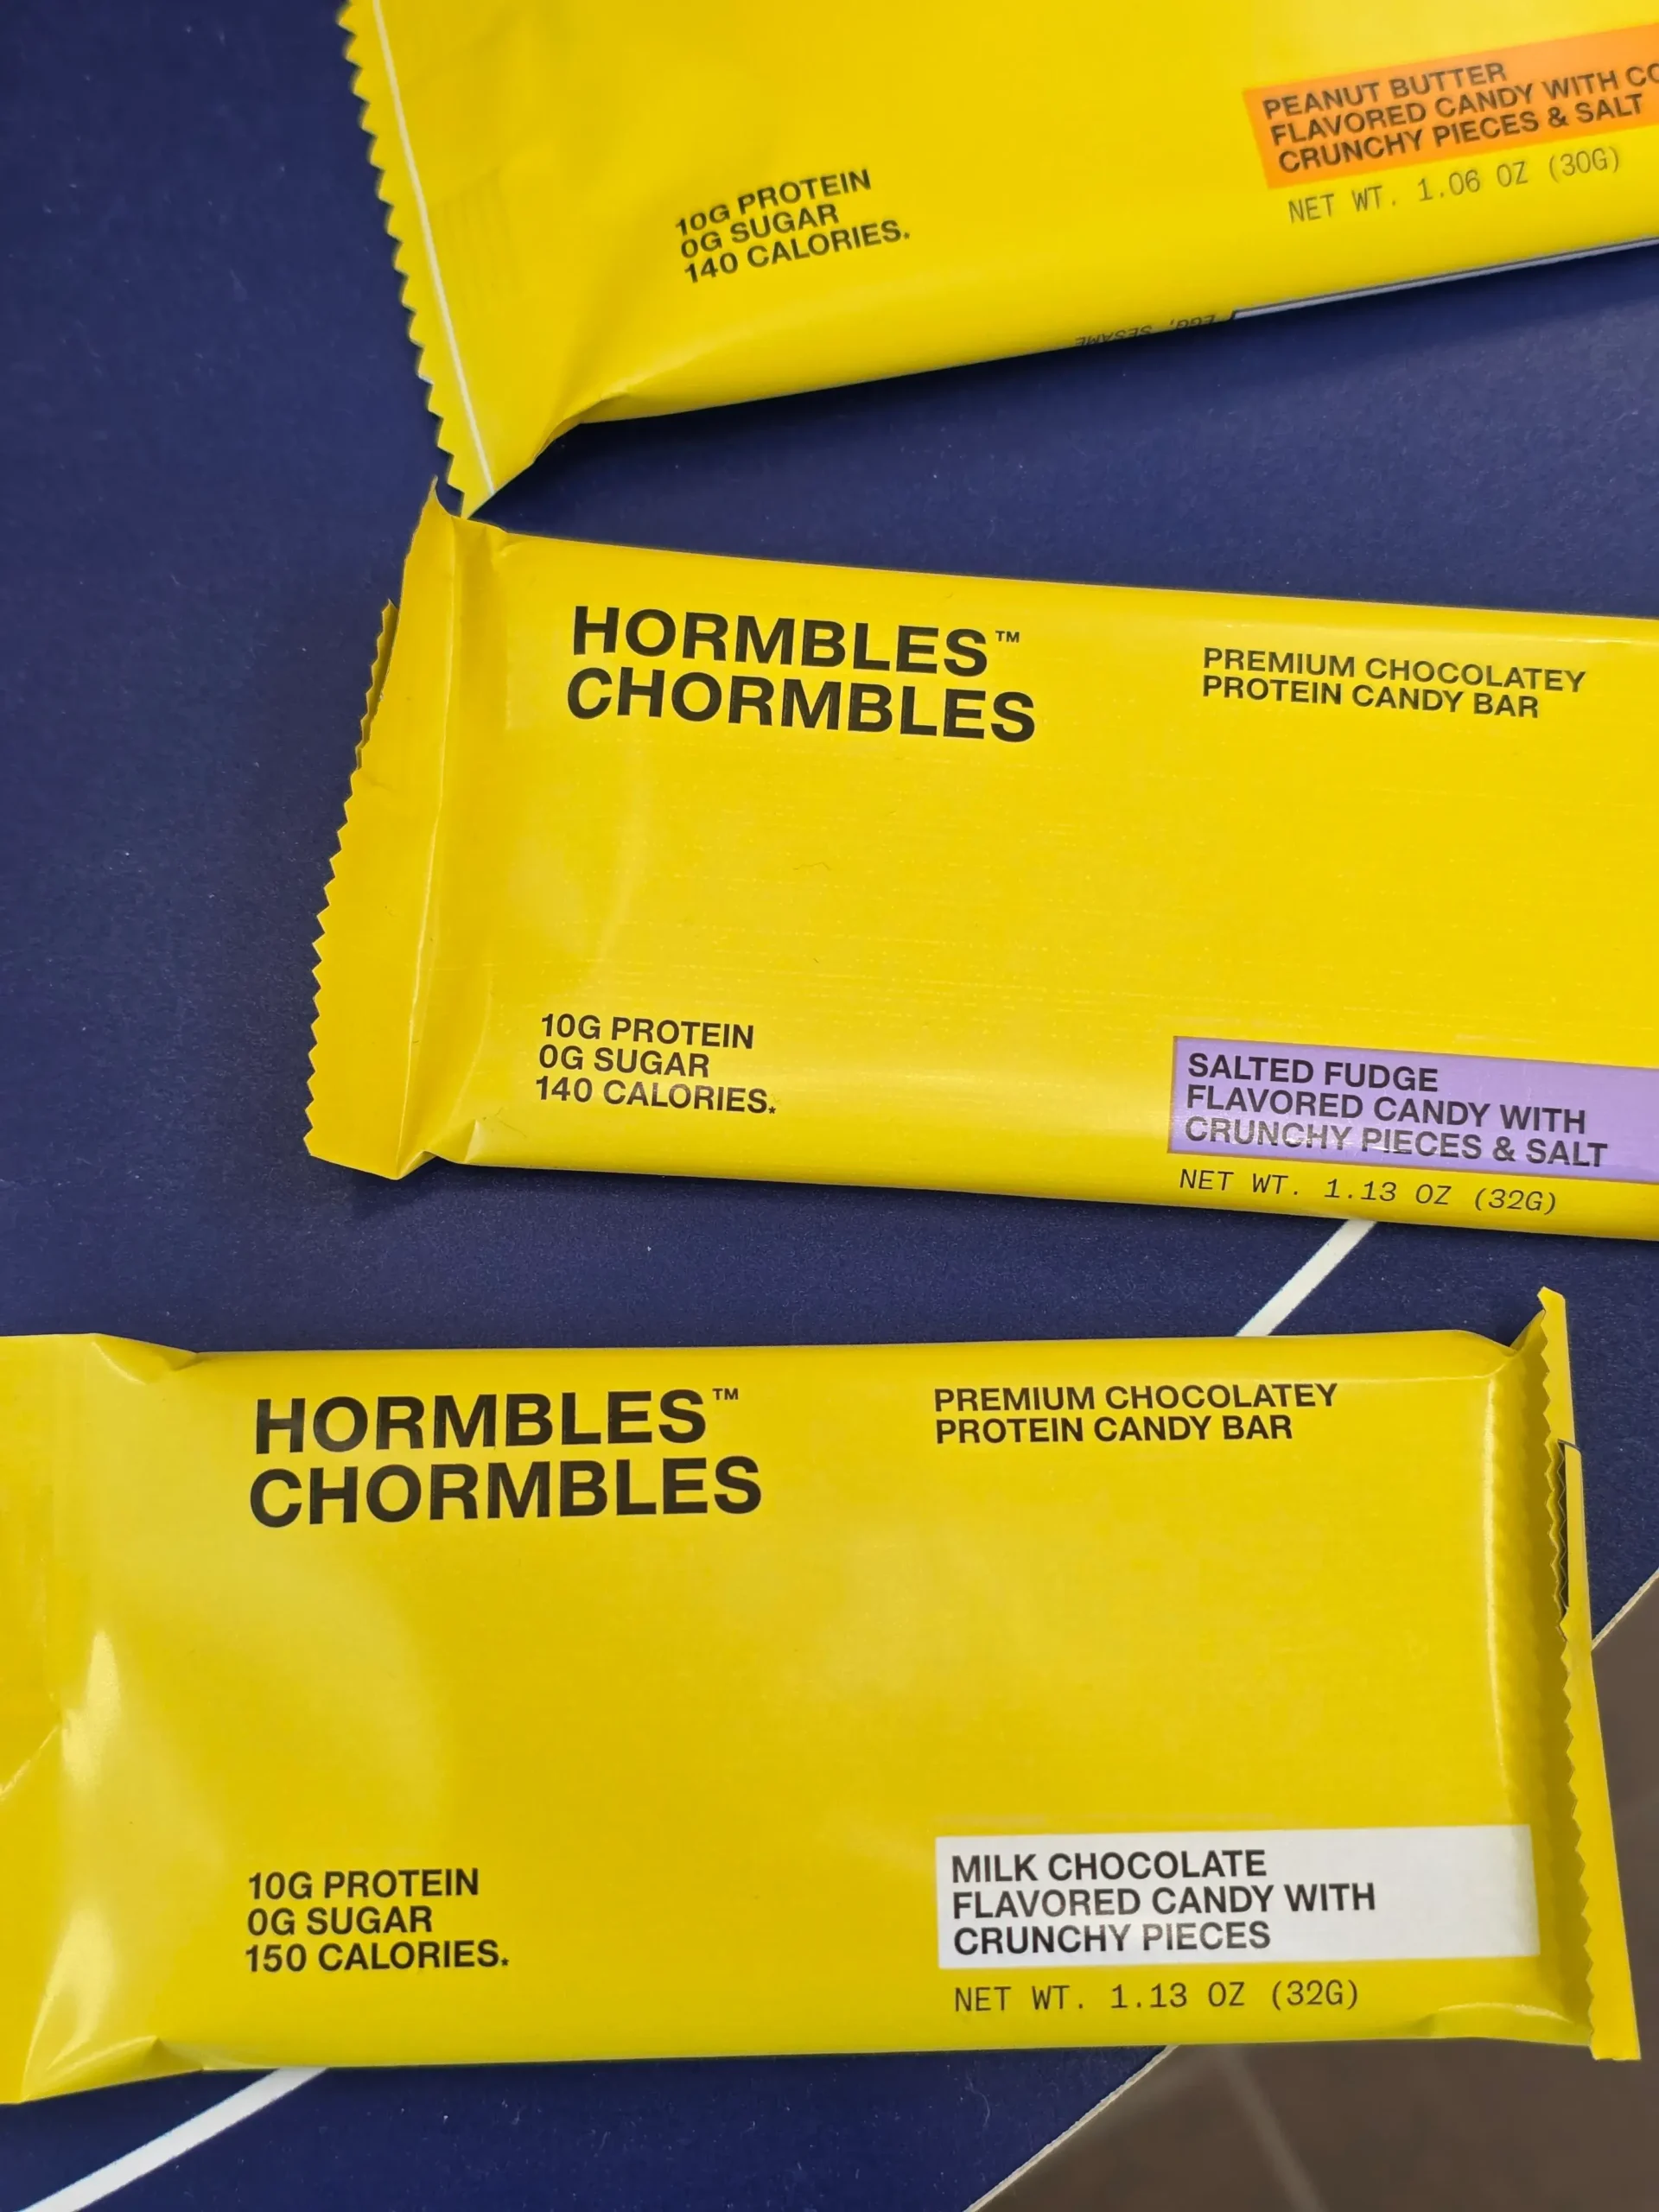 PEANUT BUTTER
FLAVORED CANDY WITH
CRUNCHY PIECES & SALT
NET WT. 1.06 OZ (30G)
10G PROTEIN
0G SUGAR
140 CALORIES.
EGG, SESAME
HORMBLES™
CHORMBLES
PREMIUM CHOCOLATEY
PROTEIN CANDY BAR
10G PROTEIN
0G SUGAR
140 CALORIES*
SALTED FUDGE
FLAVORED CANDY WITH
CRUNCHY PIECES & SALT
NET WT. 1.13 OZ (32G)
HORMBLES™
CHORMBLES
PREMIUM CHOCOLATEY
PROTEIN CANDY BAR
10G PROTEIN
0G SUGAR
150 CALORIES*
MILK CHOCOLATE
FLAVORED CANDY WITH
CRUNCHY PIECES
NET WT. 1.13 OZ (32G)